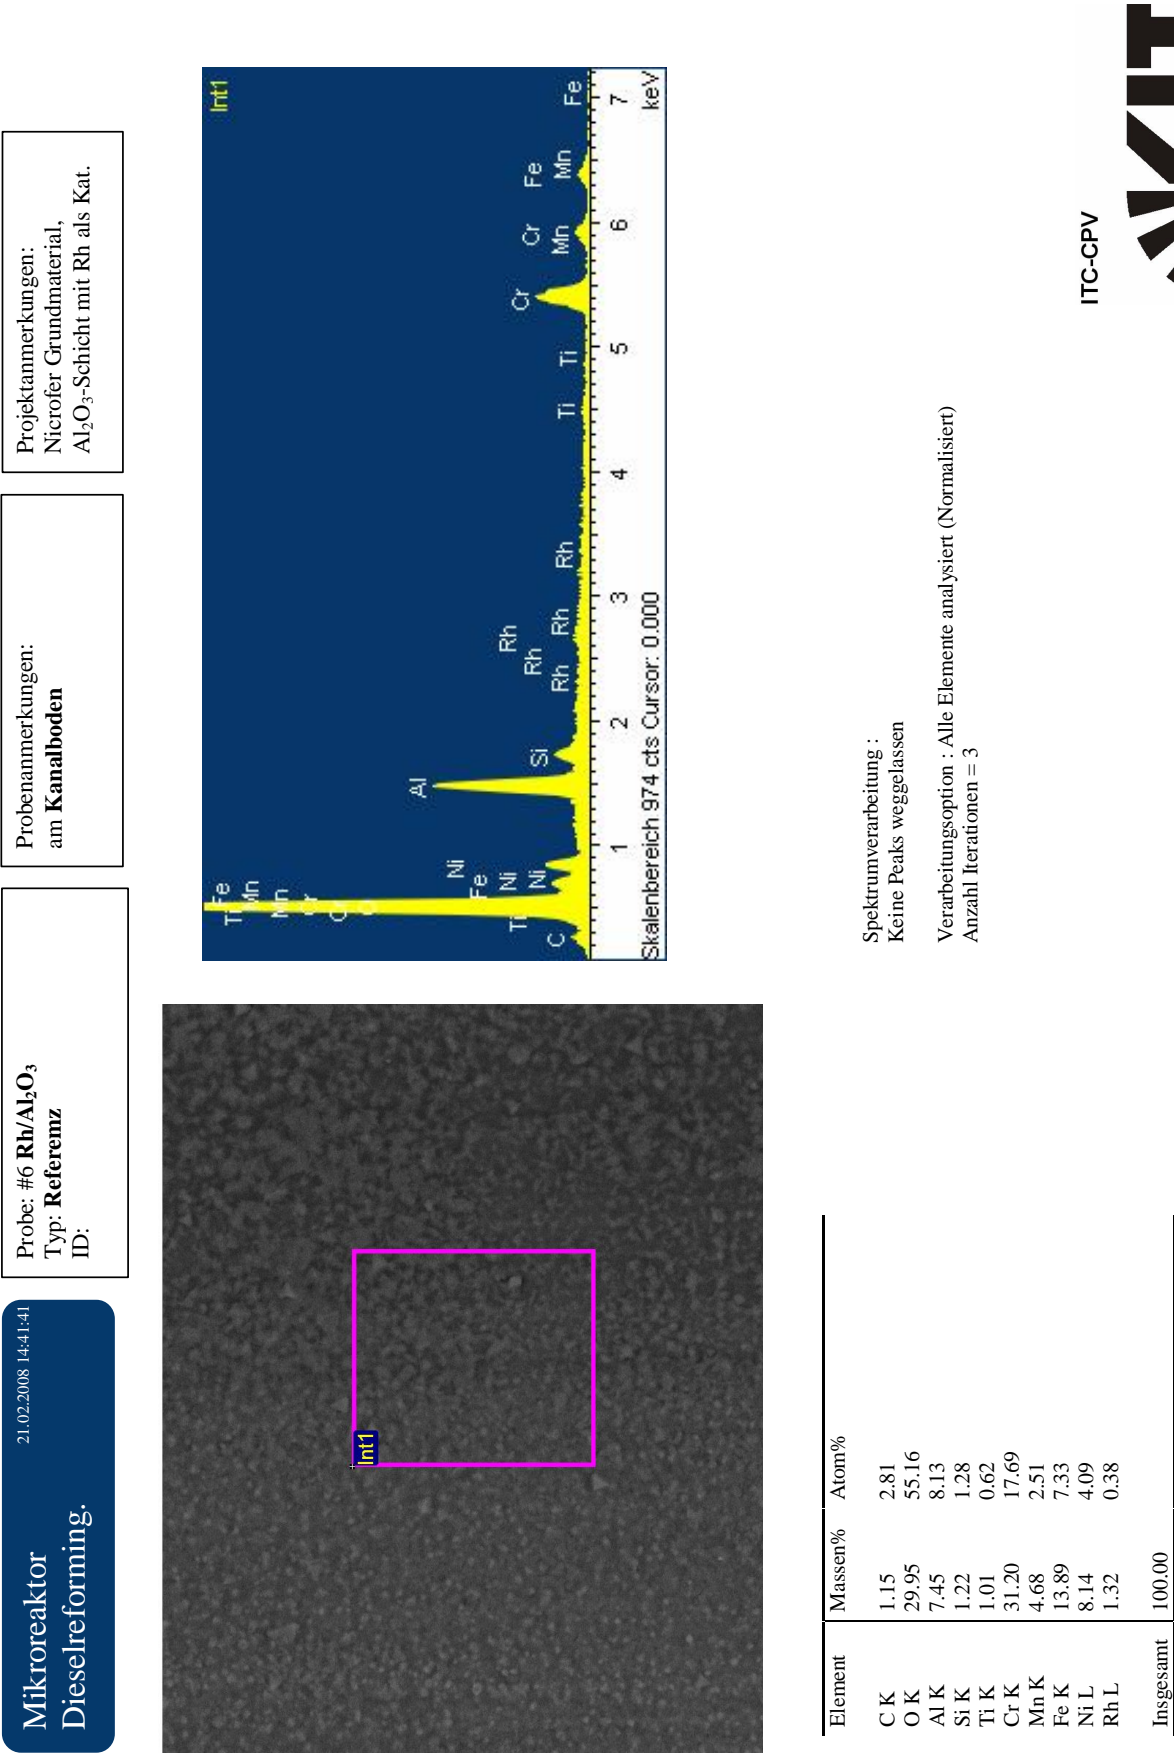 Mikroreaktor
Dieselreforming.
21.02.2008 14:41:41
Probe: #6 Rh/Al₂O₃
Typ: Referemz
ID:
Probenanmerkungen:
am Kanalboden
Projektanmerkungen:
Nicrofer Grundmaterial,
Al₂O₃-Schicht mit Rh als Kat.
Int1
Int1
Ti Fe
Mn
Mn
Cr
Cr
O
C
Ti
Fe
Ni
Ni
Ni
Al
Si
Rh
Rh
Rh Rh Rh
Ti Ti
Cr
Cr
Mn
Fe
Mn
Fe
1 2 3 4 5 6 7
Skalenbereich 974 cts Cursor: 0.000 keV
Element Massen% Atom%
C K 1.15 2.81
O K 29.95 55.16
Al K 7.45 8.13
Si K 1.22 1.28
Ti K 1.01 0.62
Cr K 31.20 17.69
Mn K 4.68 2.51
Fe K 13.89 7.33
Ni L 8.14 4.09
Rh L 1.32 0.38
Insgesamt 100.00
Spektrumverarbeitung :
Keine Peaks weggelassen
Verarbeitungsoption : Alle Elemente analysiert (Normalisiert)
Anzahl Iterationen = 3
ITC-CPV
KIT